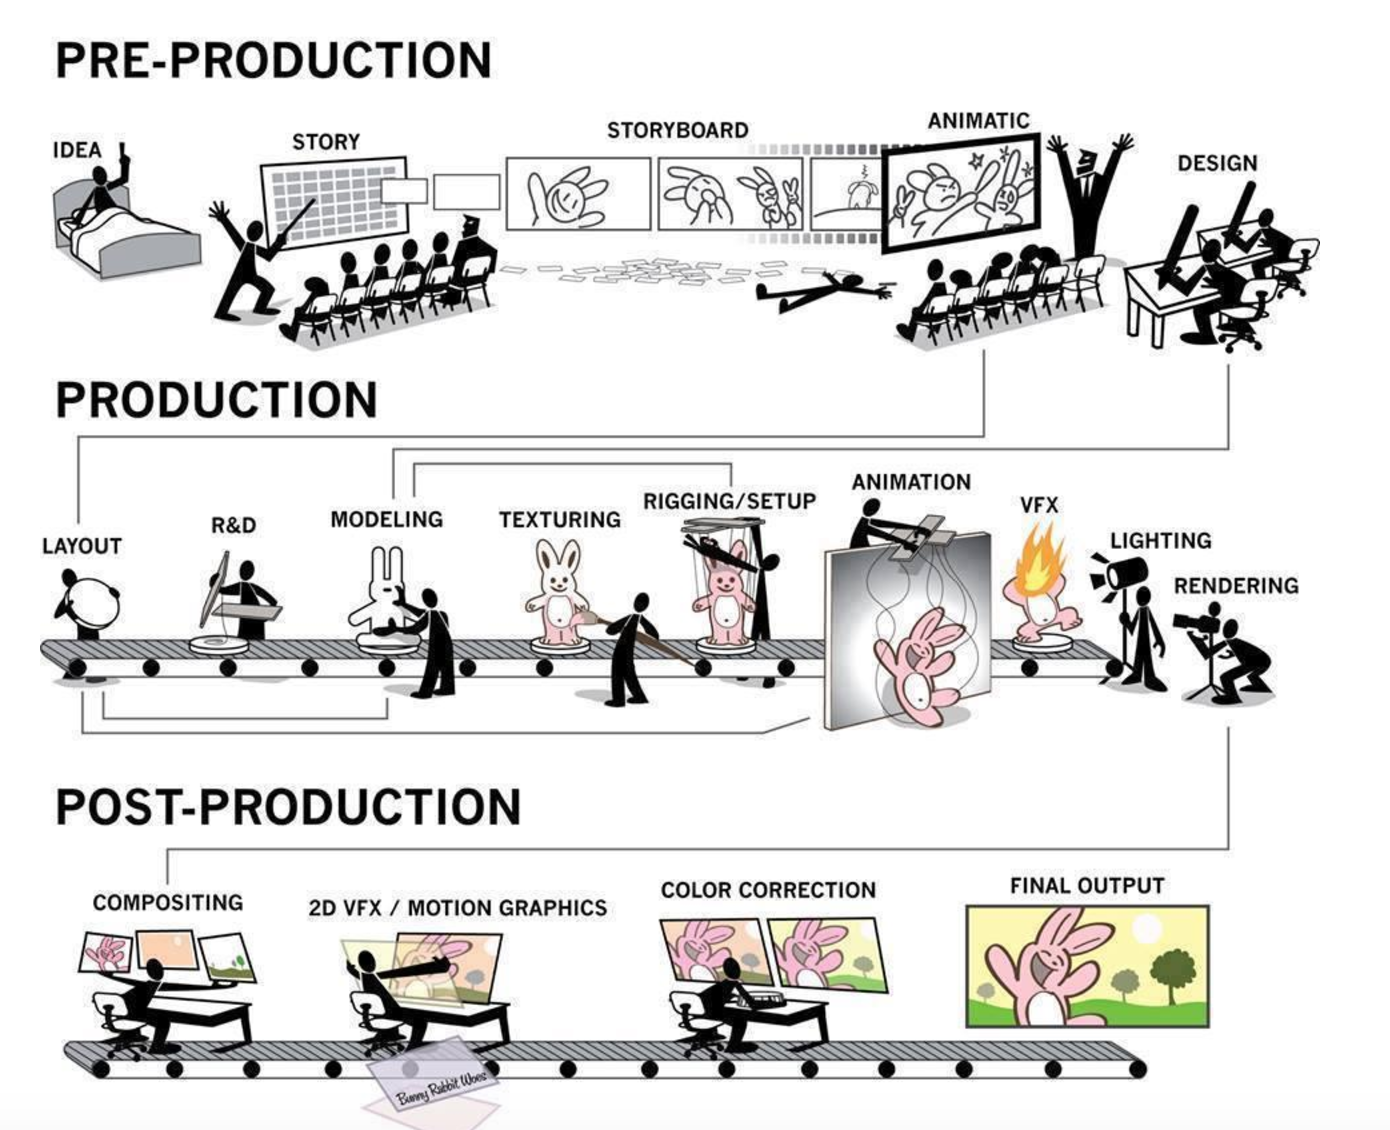 PRE-PRODUCTION
IDEA
STORY
STORYBOARD
ANIMATIC
DESIGN
PRODUCTION
LAYOUT
R&D
MODELING
TEXTURING
RIGGING/SETUP
ANIMATION
VFX
LIGHTING
RENDERING
POST-PRODUCTION
COMPOSITING
2D VFX / MOTION GRAPHICS
COLOR CORRECTION
FINAL OUTPUT
Bunny Rabbit Woes